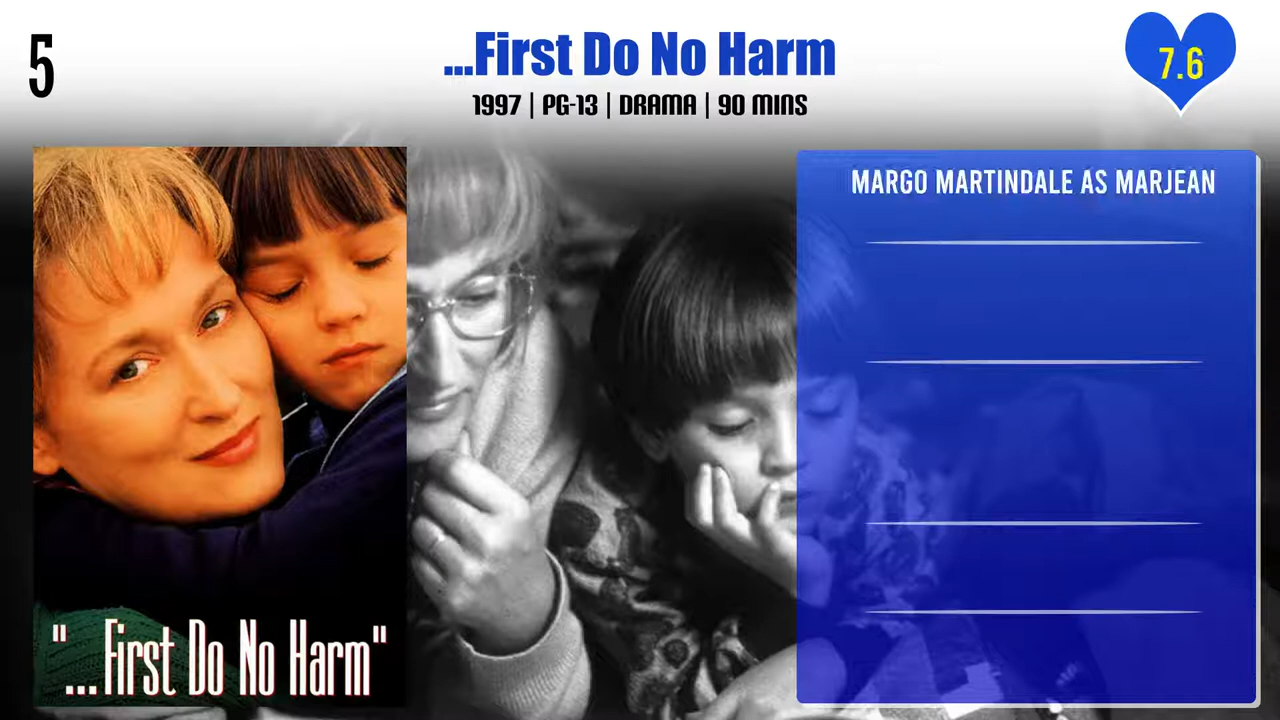 5
...First Do No Harm
7.6
1997 | PG-13 | DRAMA | 90 MINS
MARGO MARTINDALE AS MARJEAN
"...First Do No Harm"